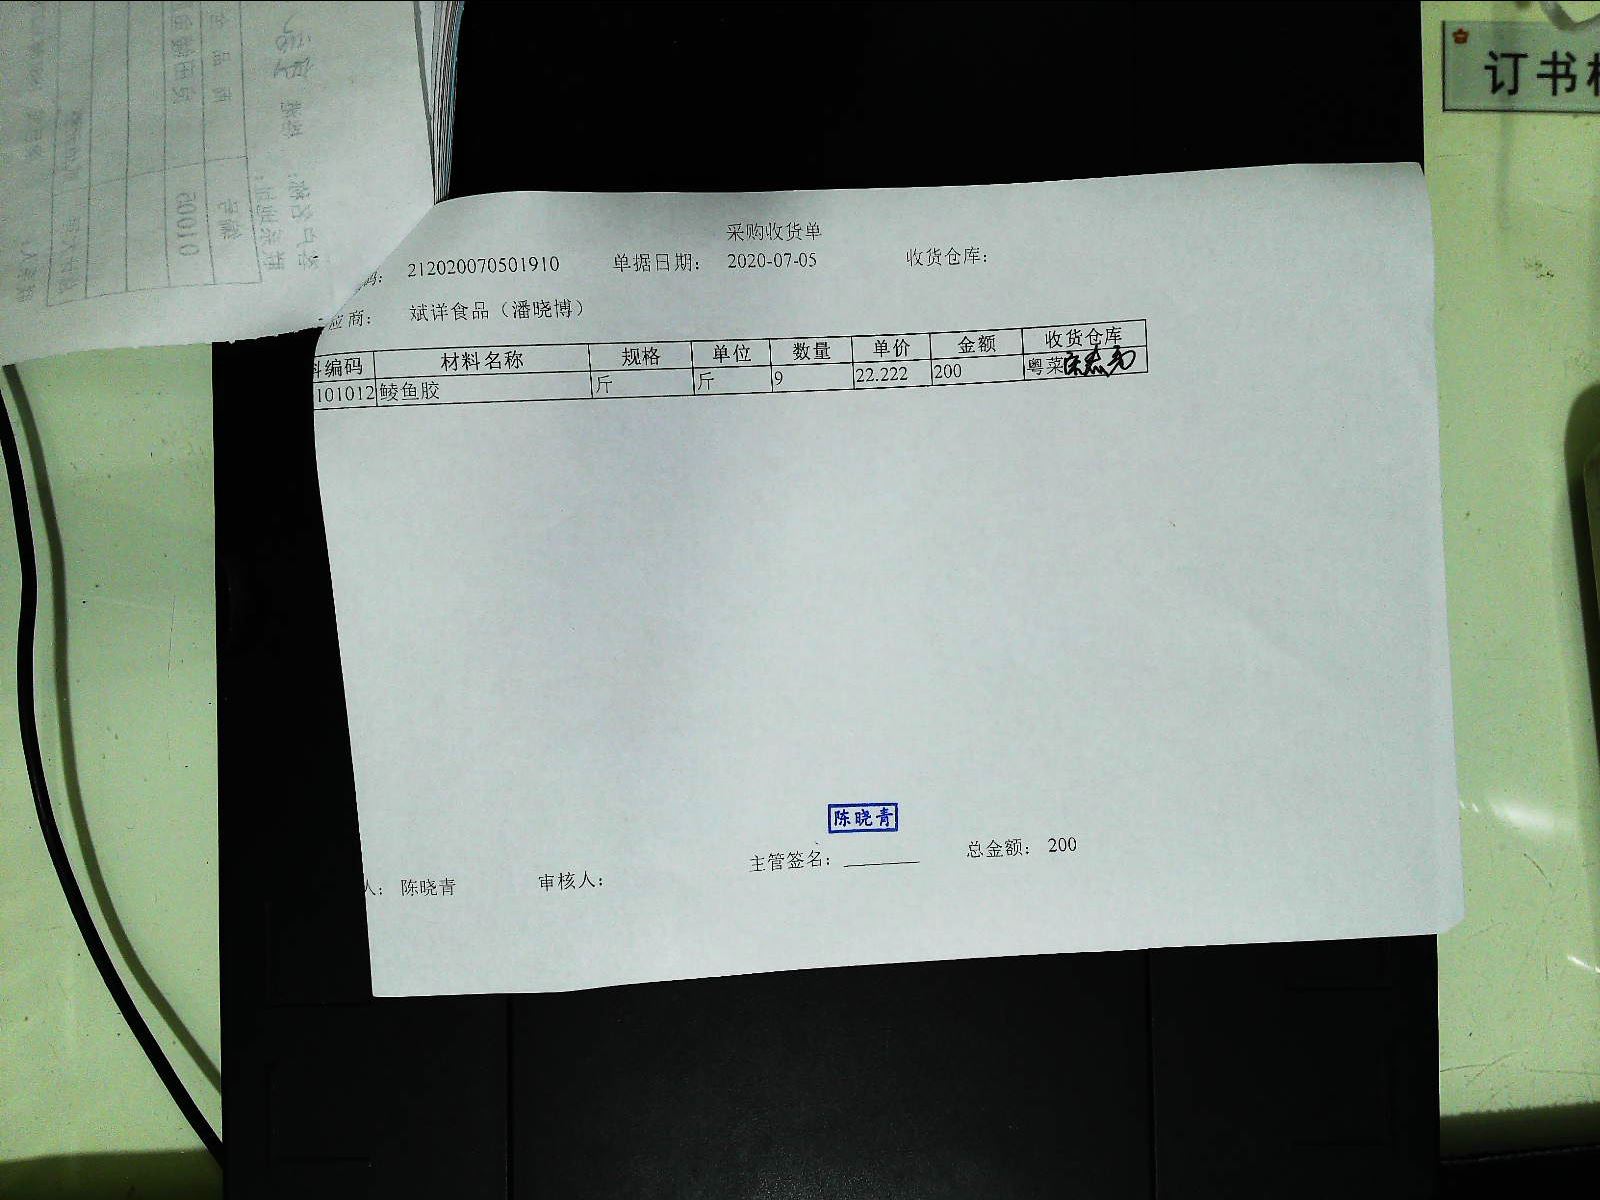 订书机
采购收货单
码： 212020070501910 单据日期： 2020-07-05 收货仓库：
应商： 斌详食品（潘晓博）
料编码 材料名称 规格 单位 数量 单价 金额 收货仓库
101012 鲮鱼胶 斤 斤 9 22.222 200 粤菜
陈晓青
主管签名： 总金额： 200
人： 陈晓青 审核人：
01005